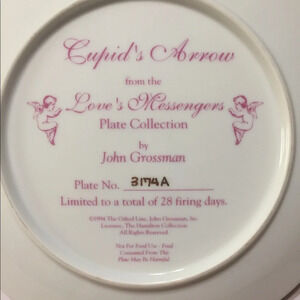 Cupid's Arrow
from the
Love's Messengers
Plate Collection
by
John Grossman
Plate No. 3174A
Limited to a total of 28 firing days.
©1994 The Gifted Line, John Grossman, Inc
Licensee, The Hamilton Collection
All Rights Reserved.
Not For Food Use - Food
Consumed From This
Plate May Be Harmful